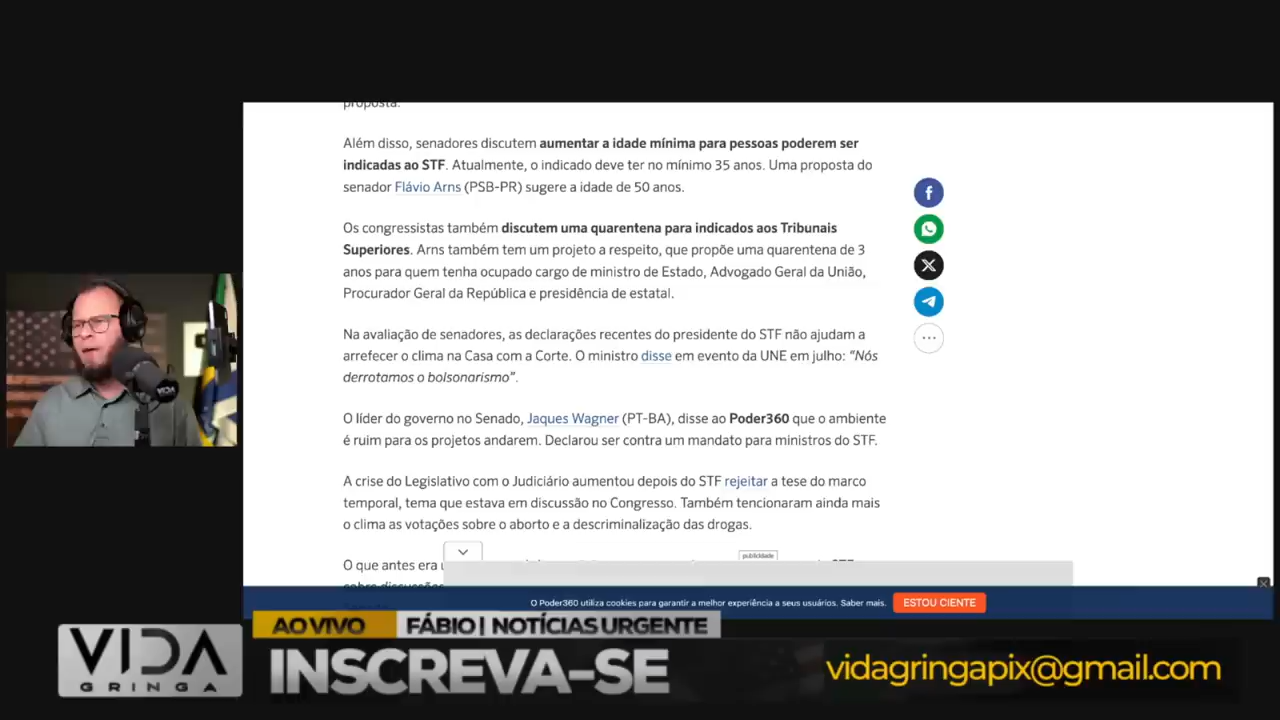 proposta.
Além disso, senadores discutem aumentar a idade mínima para pessoas poderem ser
indicadas ao STF. Atualmente, o indicado deve ter no mínimo 35 anos. Uma proposta do
senador Flávio Arns (PSB-PR) sugere a idade de 50 anos.
Os congressistas também discutem uma quarentena para indicados aos Tribunais
Superiores. Arns também tem um projeto a respeito, que propõe uma quarentena de 3
anos para quem tenha ocupado cargo de ministro de Estado, Advogado Geral da União,
Procurador Geral da República e presidência de estatal.
Na avaliação de senadores, as declarações recentes do presidente do STF não ajudam a
arrefecer o clima na Casa com a Corte. O ministro disse em evento da UNE em julho: “Nós
derrotamos o bolsonarismo”.
O líder do governo no Senado, Jaques Wagner (PT-BA), disse ao Poder360 que o ambiente
é ruim para os projetos andarem. Declarou ser contra um mandato para ministros do STF.
A crise do Legislativo com o Judiciário aumentou depois do STF rejeitar a tese do marco
temporal, tema que estava em discussão no Congresso. Também tencionaram ainda mais
o clima as votações sobre o aborto e a descriminalização das drogas.
publicidade
O que antes era
sobre discussões
O Poder360 utiliza cookies para garantir a melhor experiência a seus usuários. Saber mais.
ESTOU CIENTE
AO VIVO
FÁBIO | NOTÍCIAS URGENTE
VIDA
GRINGA
INSCREVA-SE
vidagringapix@gmail.com